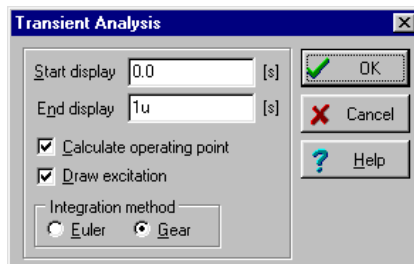 Transient Analysis
Start display 0.0 [s]
End display 1u [s]
Calculate operating point
Draw excitation
Integration method
Euler Gear
OK
Cancel
Help